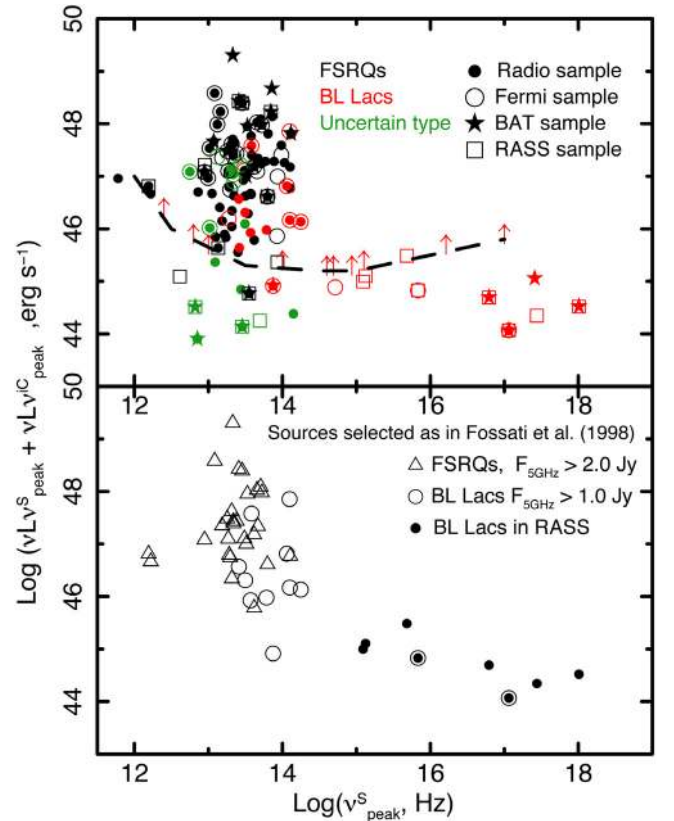 50
FSRQs
Radio sample
BL Lacs
Fermi sample
Uncertain type
BAT sample
RASS sample
48
46
44
12 14 16 18
50
Sources selected as in Fossati et al. (1998)
FSRQs, F5GHz > 2.0 Jy
BL Lacs F5GHz > 1.0 Jy
BL Lacs in RASS
48
46
44
12 14 16 18
Log(νSpeak, Hz)
Log (νLνSpeak + νLνiCpeak ,erg s−1)